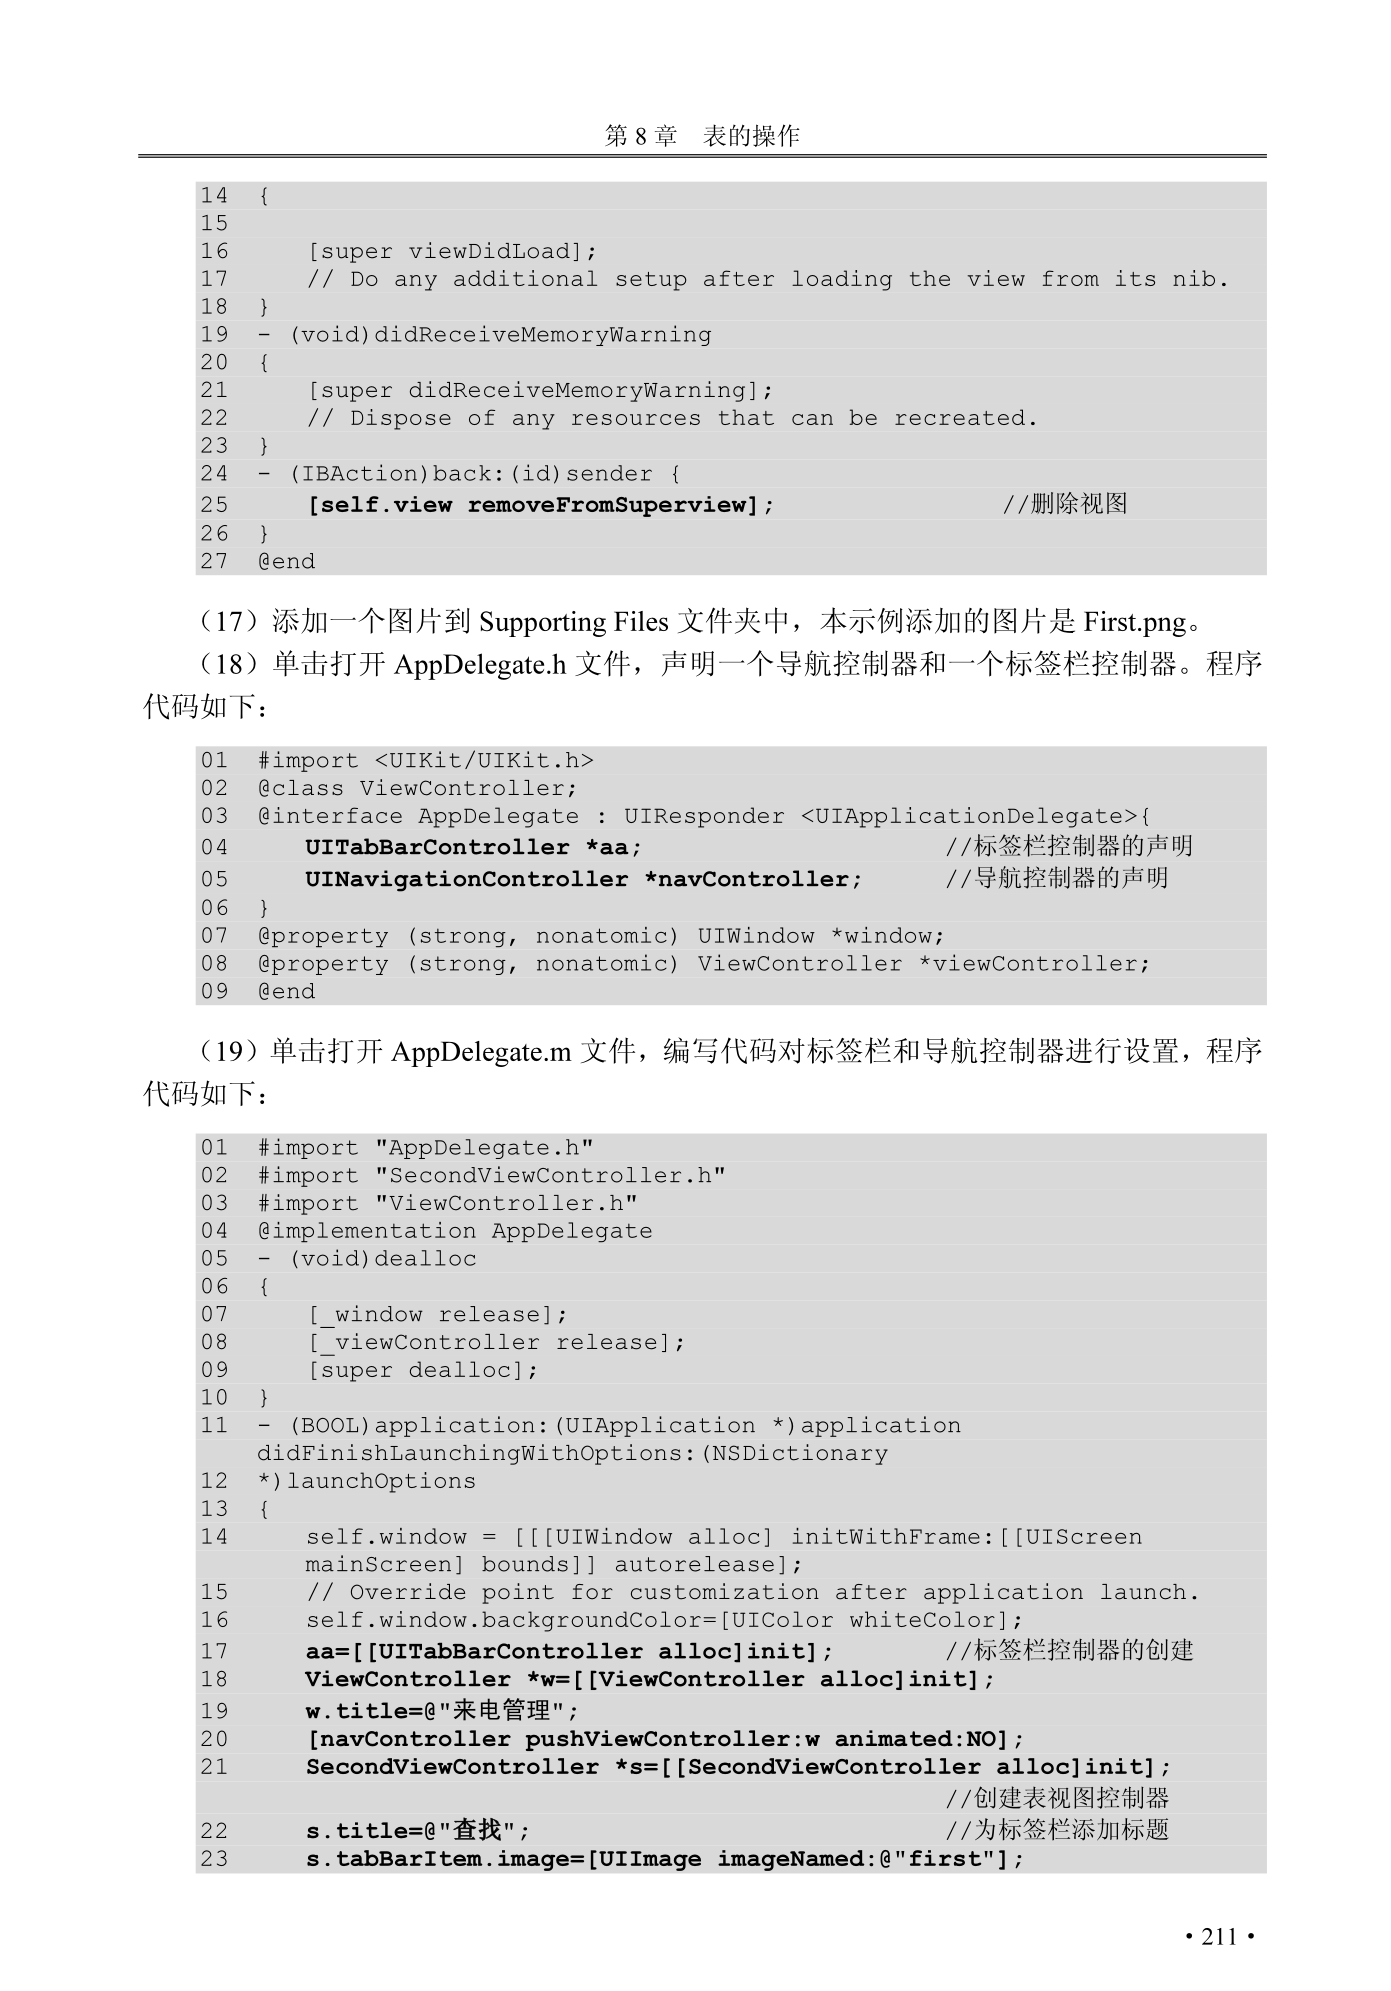 第 8 章　表的操作
14  {
15
16      [super viewDidLoad];
17      // Do any additional setup after loading the view from its nib.
18  }
19  - (void)didReceiveMemoryWarning
20  {
21      [super didReceiveMemoryWarning];
22      // Dispose of any resources that can be recreated.
23  }
24  - (IBAction)back:(id)sender {
25      [self.view removeFromSuperview];                //删除视图
26  }
27  @end
（17）添加一个图片到 Supporting Files 文件夹中，本示例添加的图片是 First.png。
（18）单击打开 AppDelegate.h 文件，声明一个导航控制器和一个标签栏控制器。程序
代码如下：
01  #import <UIKit/UIKit.h>
02  @class ViewController;
03  @interface AppDelegate : UIResponder <UIApplicationDelegate>{
04      UITabBarController *aa;                     //标签栏控制器的声明
05      UINavigationController *navController;      //导航控制器的声明
06  }
07  @property (strong, nonatomic) UIWindow *window;
08  @property (strong, nonatomic) ViewController *viewController;
09  @end
（19）单击打开 AppDelegate.m 文件，编写代码对标签栏和导航控制器进行设置，程序
代码如下：
01  #import "AppDelegate.h"
02  #import "SecondViewController.h"
03  #import "ViewController.h"
04  @implementation AppDelegate
05  - (void)dealloc
06  {
07      [_window release];
08      [_viewController release];
09      [super dealloc];
10  }
11  - (BOOL)application:(UIApplication *)application
didFinishLaunchingWithOptions:(NSDictionary
12  *)launchOptions
13  {
14      self.window = [[[UIWindow alloc] initWithFrame:[[UIScreen
mainScreen] bounds]] autorelease];
15      // Override point for customization after application launch.
16      self.window.backgroundColor=[UIColor whiteColor];
17      aa=[[UITabBarController alloc]init];        //标签栏控制器的创建
18      ViewController *w=[[ViewController alloc]init];
19      w.title=@"来电管理";
20      [navController pushViewController:w animated:NO];
21      SecondViewController *s=[[SecondViewController alloc]init];
//创建表视图控制器
22      s.title=@"查找";                            //为标签栏添加标题
23      s.tabBarItem.image=[UIImage imageNamed:@"first"];
• 211 •